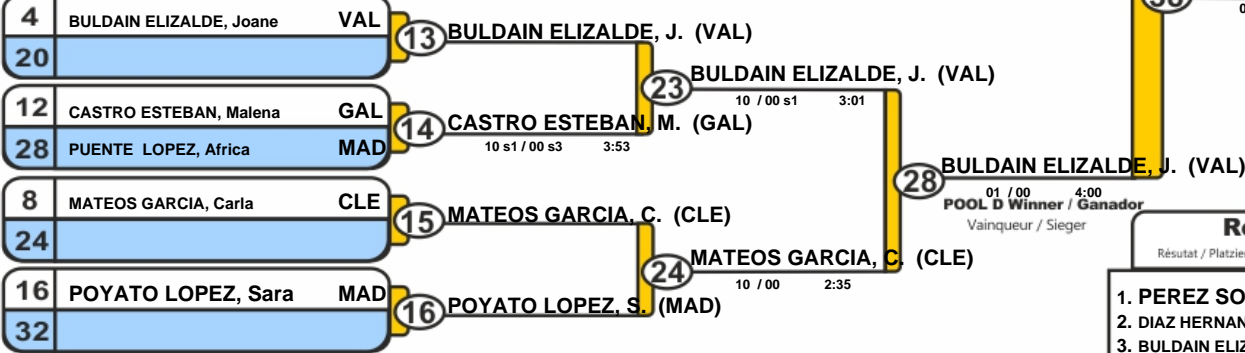 4 BULDAIN ELIZALDE, Joane VAL
20
13 BULDAIN ELIZALDE, J. (VAL)
23 BULDAIN ELIZALDE, J. (VAL)
10 / 00 s1 3:01
12 CASTRO ESTEBAN, Malena GAL
28 PUENTE LOPEZ, Africa MAD
14 CASTRO ESTEBAN, M. (GAL)
10 s1 / 00 s3 3:53
28 BULDAIN ELIZALDE, J. (VAL)
01 / 00 4:00
POOL D Winner / Ganador
Vainqueur / Sieger
8 MATEOS GARCIA, Carla CLE
24
15 MATEOS GARCIA, C. (CLE)
24 MATEOS GARCIA, C. (CLE)
10 / 00 2:35
16 POYATO LOPEZ, Sara MAD
32
16 POYATO LOPEZ, S. (MAD)
Résutat / Platzie
1. PEREZ SO
2. DIAZ HERNAN
3. BULDAIN ELIZ